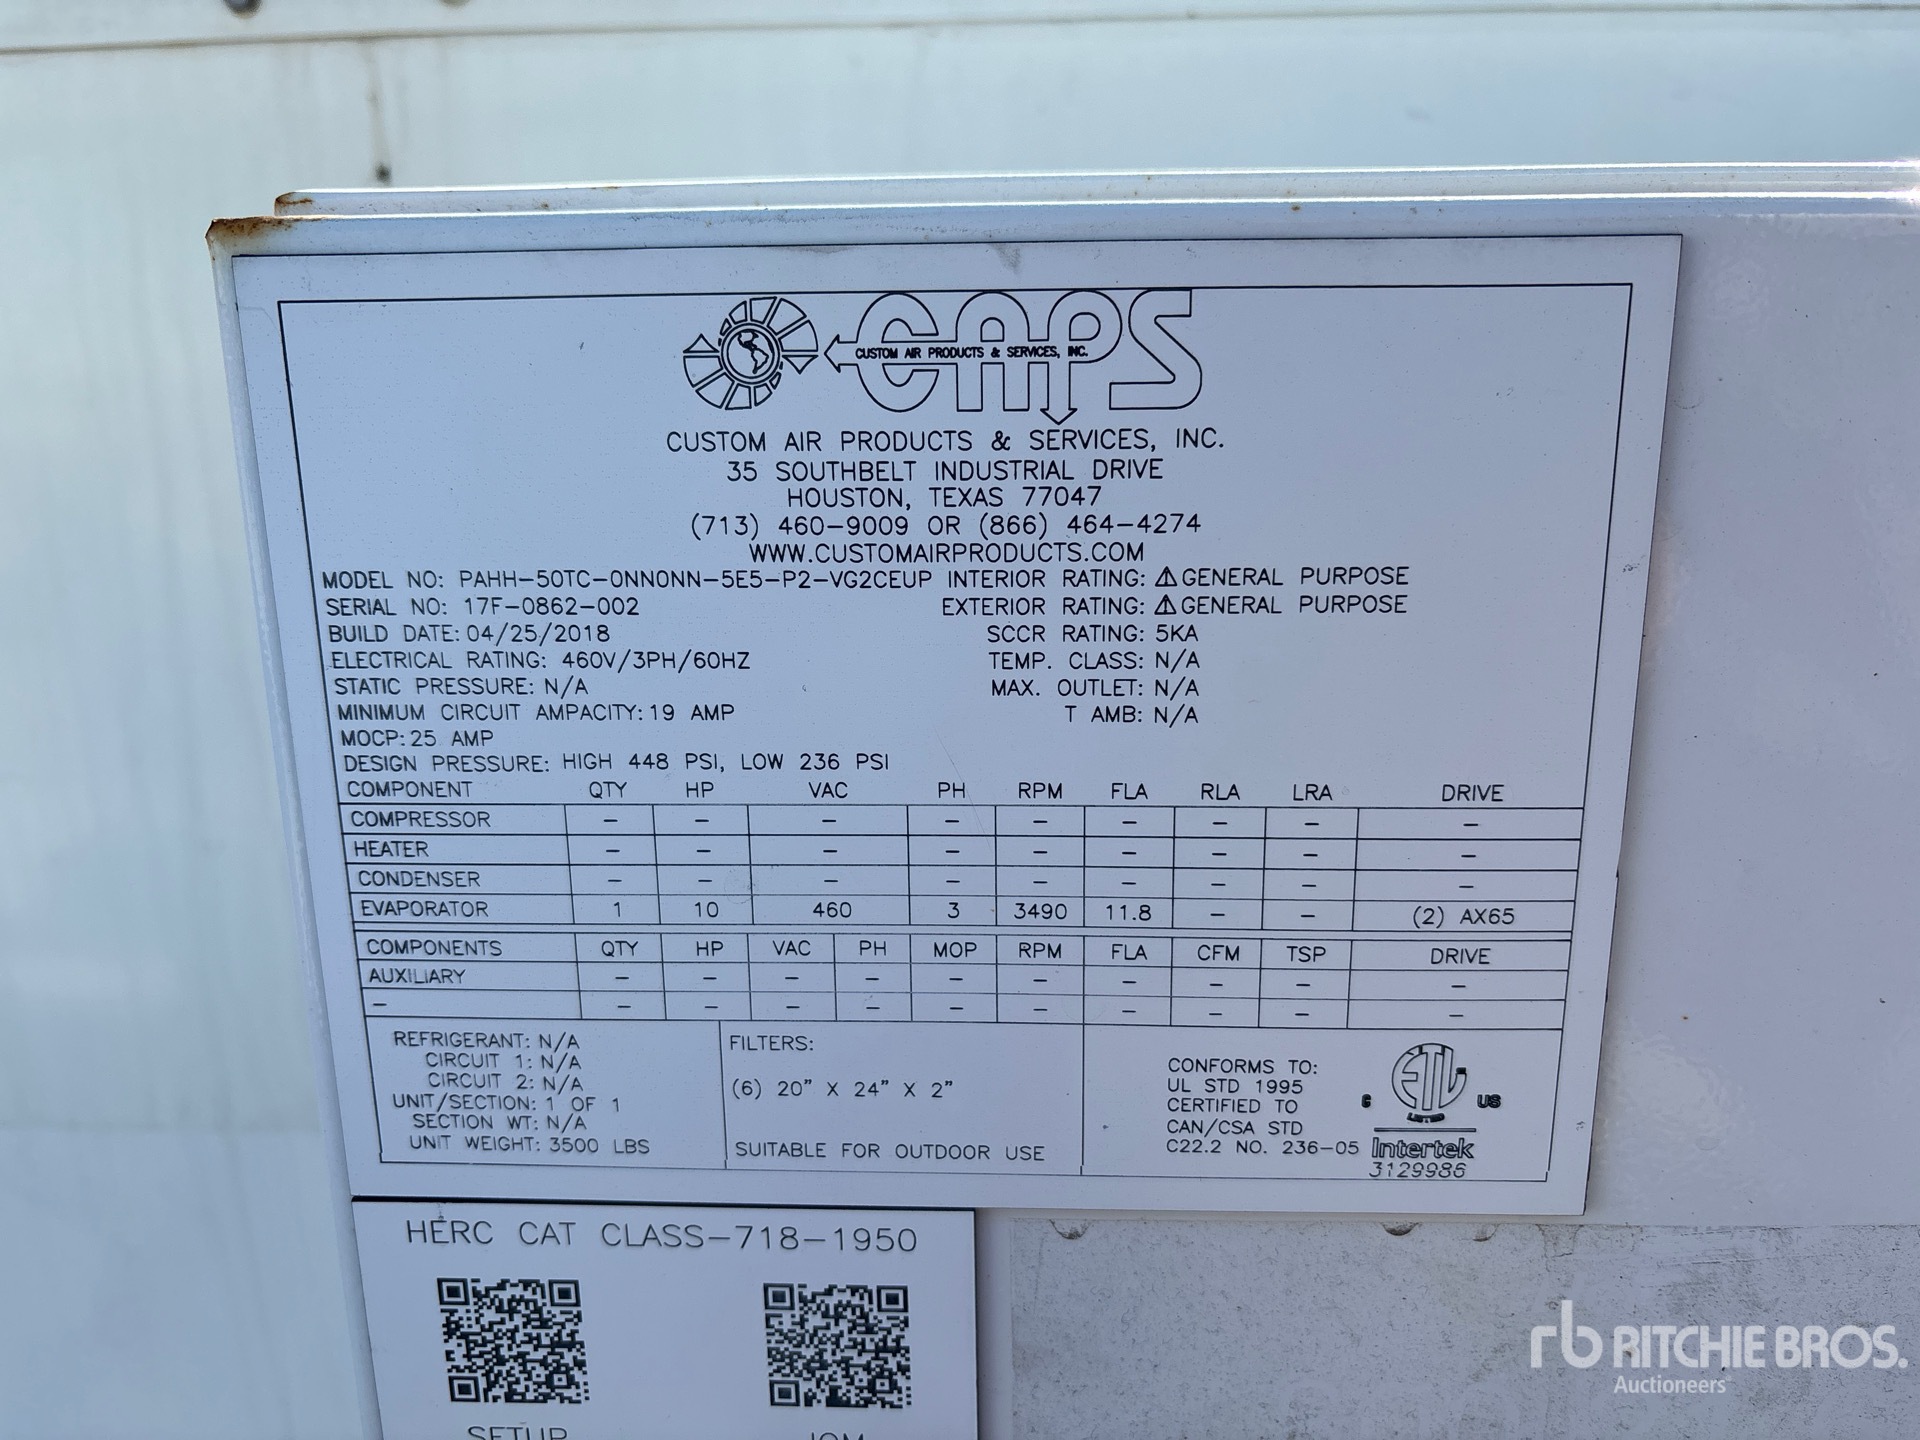 CAPS
CUSTOM AIR PRODUCTS & SERVICES, INC.
CUSTOM AIR PRODUCTS & SERVICES, INC.
35 SOUTHBELT INDUSTRIAL DRIVE
HOUSTON, TEXAS 77047
(713) 460-9009 OR (866) 464-4274
WWW.CUSTOMAIRPRODUCTS.COM
MODEL NO: PAHH-50TC-0NN0NN-5E5-P2-VG2CEUP INTERIOR RATING: ⚠GENERAL PURPOSE
SERIAL NO: 17F-0862-002 EXTERIOR RATING: ⚠GENERAL PURPOSE
BUILD DATE: 04/25/2018 SCCR RATING: 5KA
ELECTRICAL RATING: 460V/3PH/60HZ TEMP. CLASS: N/A
STATIC PRESSURE: N/A MAX. OUTLET: N/A
MINIMUM CIRCUIT AMPACITY: 19 AMP T AMB: N/A
MOCP: 25 AMP
DESIGN PRESSURE: HIGH 448 PSI, LOW 236 PSI
COMPONENT QTY HP VAC PH RPM FLA RLA LRA DRIVE
COMPRESSOR - - - - - - - - -
HEATER - - - - - - - - -
CONDENSER - - - - - - - - -
EVAPORATOR 1 10 460 3 3490 11.8 - - (2) AX65
COMPONENTS QTY HP VAC PH MOP RPM FLA CFM TSP DRIVE
AUXILIARY - - - - - - - - - -
- - - - - - - - - - -
REFRIGERANT: N/A
CIRCUIT 1: N/A
CIRCUIT 2: N/A
UNIT/SECTION: 1 OF 1
SECTION WT: N/A
UNIT WEIGHT: 3500 LBS
FILTERS:
(6) 20" X 24" X 2"
SUITABLE FOR OUTDOOR USE
CONFORMS TO:
UL STD 1995
CERTIFIED TO
CAN/CSA STD
C22.2 NO. 236-05
ETL
LISTED
C US
Intertek
3129986
HERC CAT CLASS-718-1950
SETUP IOM
rb RITCHIE BROS.
Auctioneers